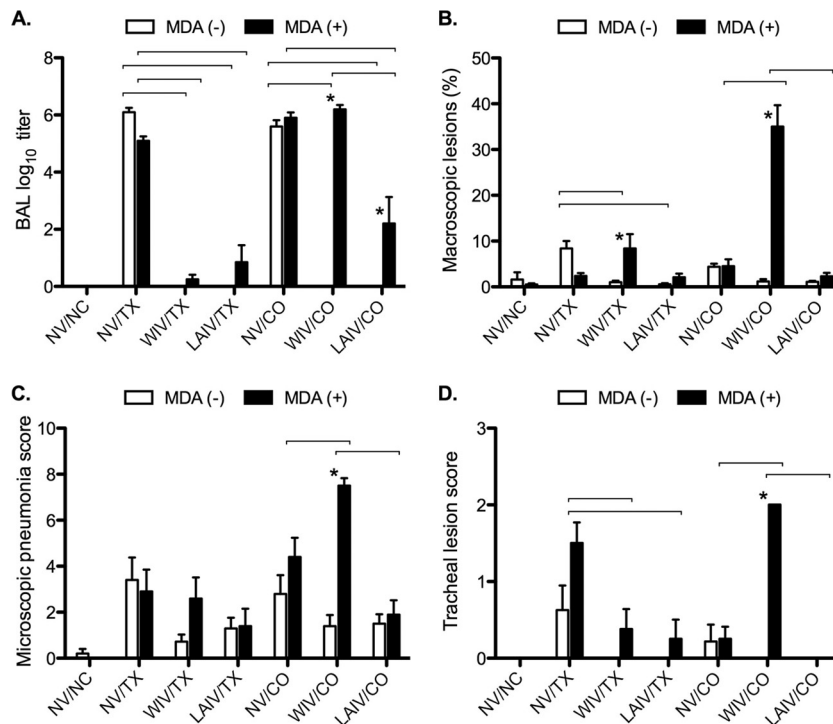 A.
MDA (-) MDA (+)
BAL log10 titer
8
6
4
2
0
*
*
NV/NC NV/TX WIV/TX LAIV/TX NV/CO WIV/CO LAIV/CO
B.
MDA (-) MDA (+)
Macroscopic lesions (%)
50
40
30
20
10
0
*
*
NV/NC NV/TX WIV/TX LAIV/TX NV/CO WIV/CO LAIV/CO
C.
MDA (-) MDA (+)
Microscopic pneumonia score
10
8
6
4
2
0
*
NV/NC NV/TX WIV/TX LAIV/TX NV/CO WIV/CO LAIV/CO
D.
MDA (-) MDA (+)
Tracheal lesion score
3
2
1
0
*
NV/NC NV/TX WIV/TX LAIV/TX NV/CO WIV/CO LAIV/CO